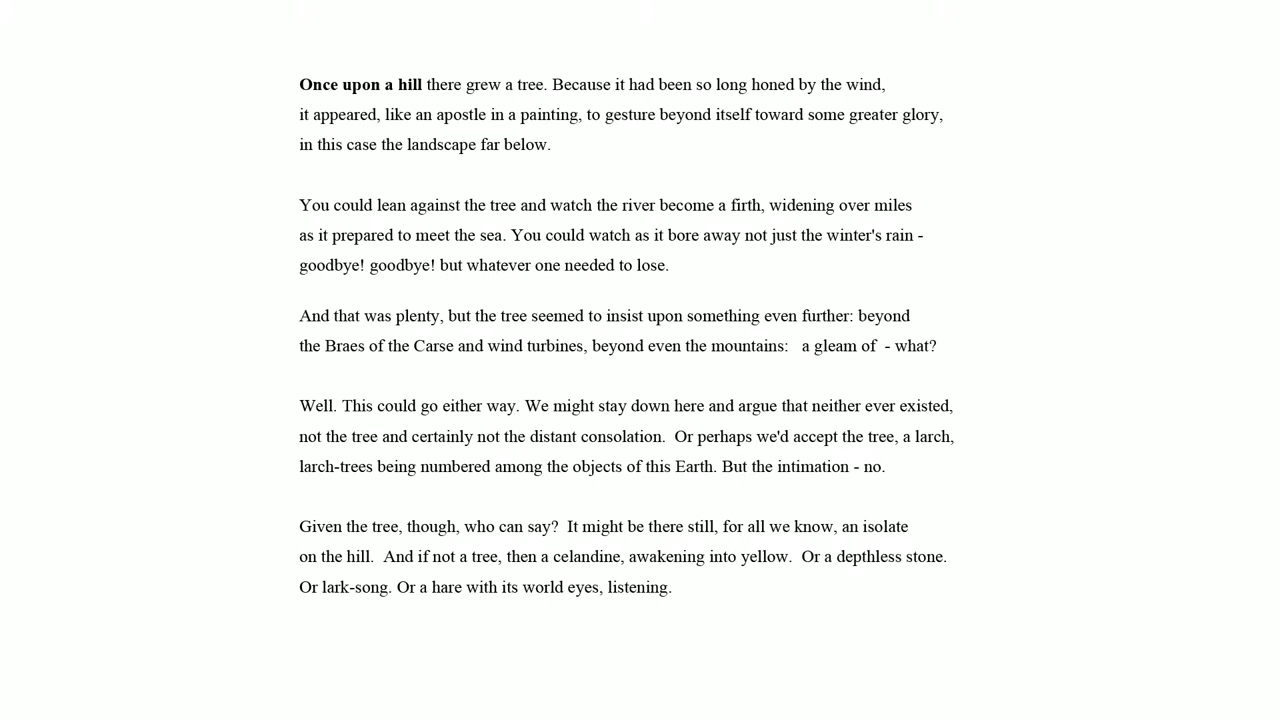 Once upon a hill there grew a tree. Because it had been so long honed by the wind,
it appeared, like an apostle in a painting, to gesture beyond itself toward some greater glory,
in this case the landscape far below.
You could lean against the tree and watch the river become a firth, widening over miles
as it prepared to meet the sea. You could watch as it bore away not just the winter's rain -
goodbye! goodbye! but whatever one needed to lose.
And that was plenty, but the tree seemed to insist upon something even further: beyond
the Braes of the Carse and wind turbines, beyond even the mountains:   a gleam of  - what?
Well. This could go either way. We might stay down here and argue that neither ever existed,
not the tree and certainly not the distant consolation.  Or perhaps we'd accept the tree, a larch,
larch-trees being numbered among the objects of this Earth. But the intimation - no.
Given the tree, though, who can say?  It might be there still, for all we know, an isolate
on the hill.  And if not a tree, then a celandine, awakening into yellow.  Or a depthless stone.
Or lark-song. Or a hare with its world eyes, listening.